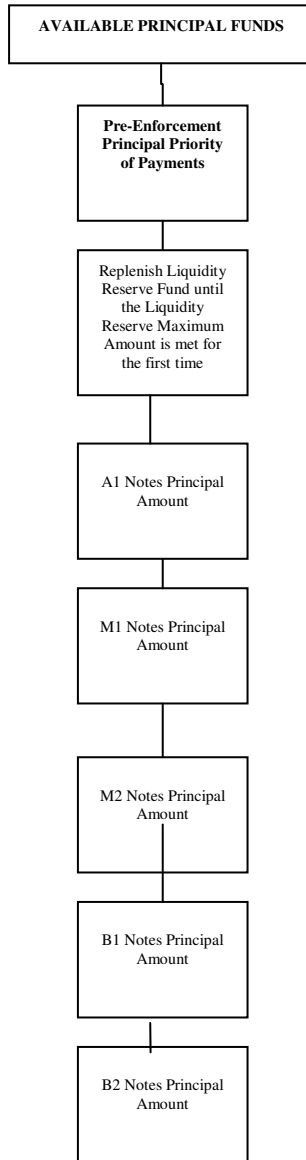 AVAILABLE PRINCIPAL FUNDS
Pre-Enforcement
Principal Priority
of Payments
Replenish Liquidity
Reserve Fund until
the Liquidity
Reserve Maximum
Amount is met for
the first time
A1 Notes Principal
Amount
M1 Notes Principal
Amount
M2 Notes Principal
Amount
B1 Notes Principal
Amount
B2 Notes Principal
Amount